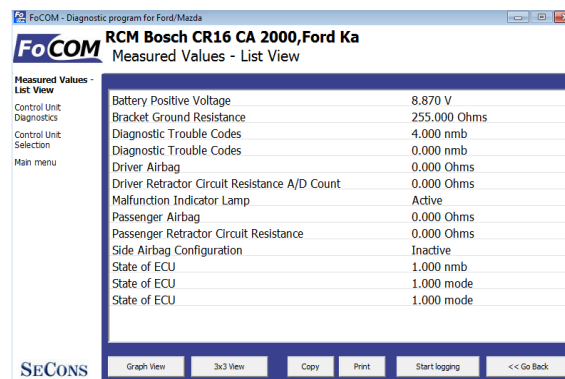 FoCOM - Diagnostic program for Ford/Mazda
FoCOM
RCM Bosch CR16 CA 2000,Ford Ka
Measured Values - List View
Measured Values -
List View
Control Unit
Diagnostics
Control Unit
Selection
Main menu
Battery Positive Voltage 8.870 V
Bracket Ground Resistance 255.000 Ohms
Diagnostic Trouble Codes 4.000 nmb
Diagnostic Trouble Codes 0.000 nmb
Driver Airbag 0.000 Ohms
Driver Retractor Circuit Resistance A/D Count 0.000 Ohms
Malfunction Indicator Lamp Active
Passenger Airbag 0.000 Ohms
Passenger Retractor Circuit Resistance 0.000 Ohms
Side Airbag Configuration Inactive
State of ECU 1.000 nmb
State of ECU 1.000 mode
State of ECU 1.000 mode
SECONS
Graph View 3x3 View Copy Print Start logging << Go Back